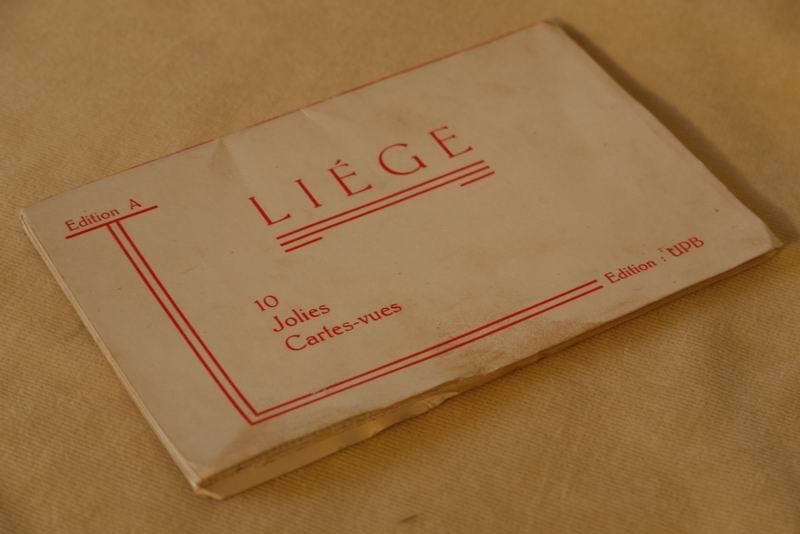 Edition A
LIÉGE
10
Jolies
Cartes-vues
Edition : UPB